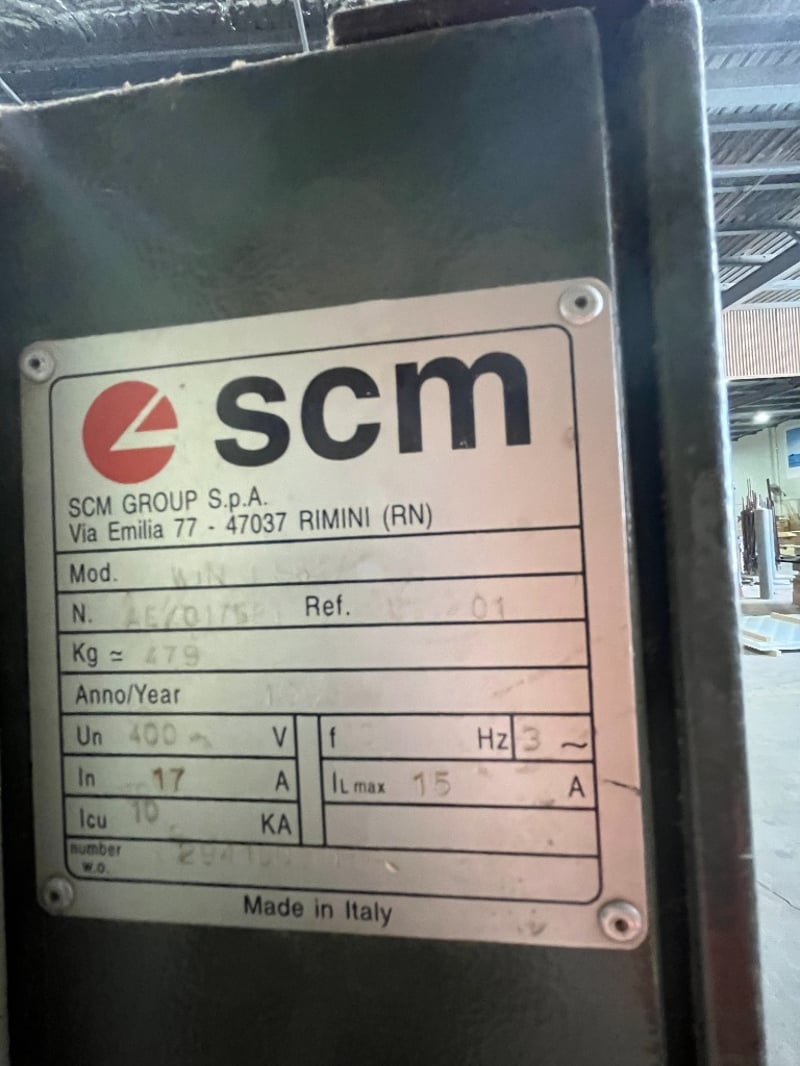 scm
SCM GROUP S.p.A.
Via Emilia 77 - 47037 RIMINI (RN)
Mod.
N. Ref. 01
Kg ≃ 479
Anno/Year
Un 400 V f Hz 3 ~
In 17 A IL max 15 A
Icu 10 KA
number
w.o.
Made in Italy